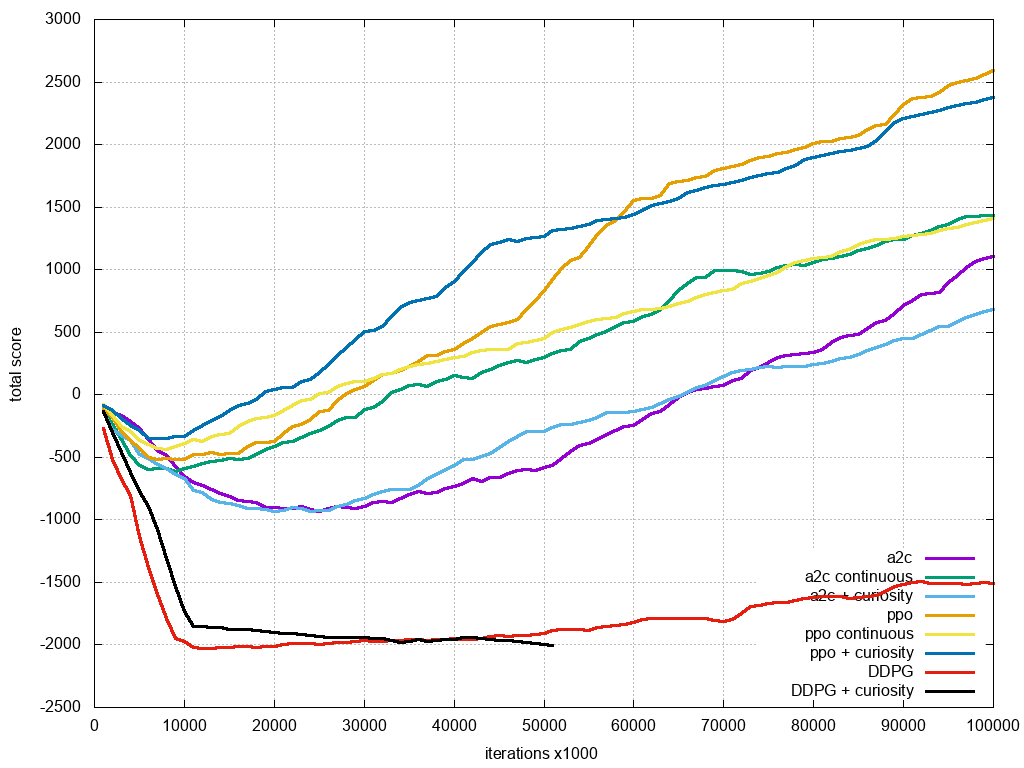 3000
2500
2000
1500
1000
500
0
-500
-1000
-1500
-2000
-2500
total score
a2c
a2c continuous
a2c + curiosity
ppo
ppo continuous
ppo + curiosity
DDPG
DDPG + curiosity
0 10000 20000 30000 40000 50000 60000 70000 80000 90000 100000
iterations x1000